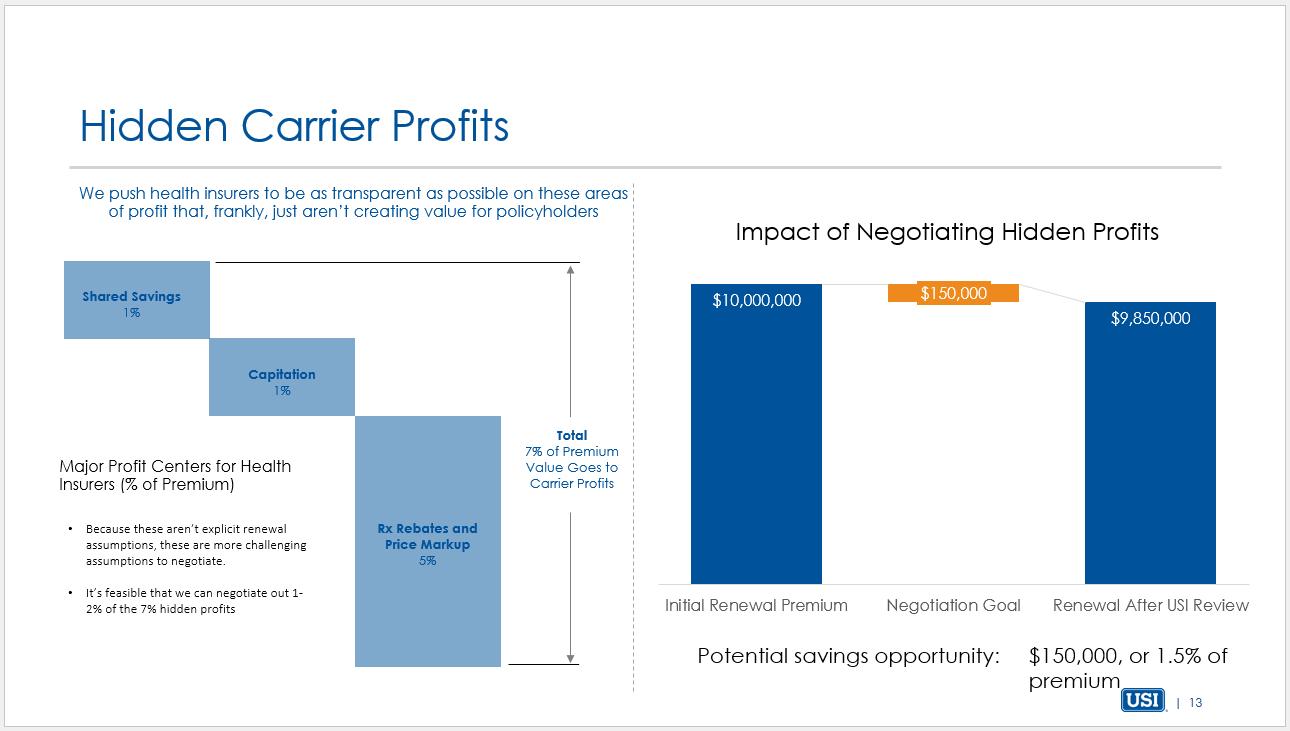 Hidden Carrier Profits
We push health insurers to be as transparent as possible on these areas
of profit that, frankly, just aren’t creating value for policyholders
Shared Savings
1%
Capitation
1%
Rx Rebates and
Price Markup
5%
Total
7% of Premium
Value Goes to
Carrier Profits
Major Profit Centers for Health
Insurers (% of Premium)
• Because these aren’t explicit renewal
assumptions, these are more challenging
assumptions to negotiate.
• It’s feasible that we can negotiate out 1-
2% of the 7% hidden profits
Impact of Negotiating Hidden Profits
$10,000,000
$150,000
$9,850,000
Initial Renewal Premium
Negotiation Goal
Renewal After USI Review
Potential savings opportunity:
$150,000, or 1.5% of
premium
USI
| 13